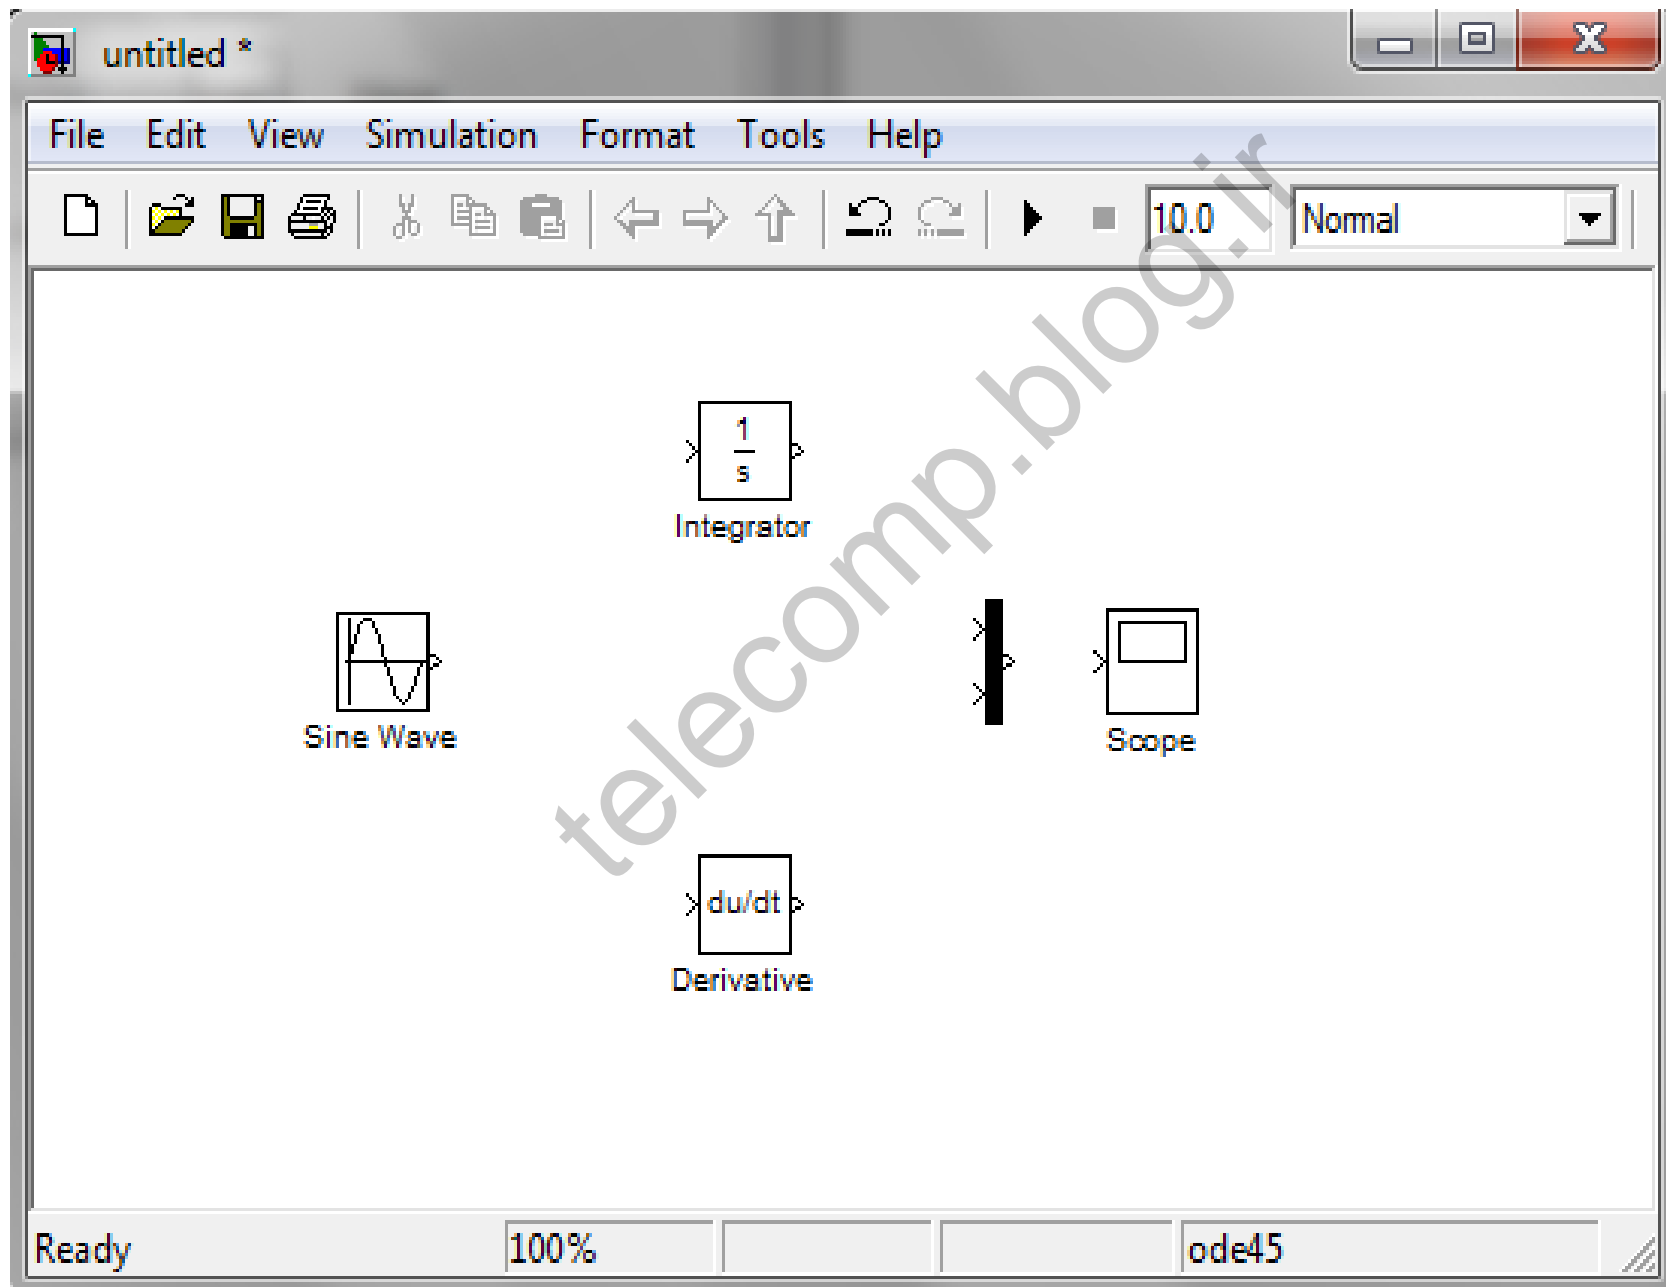 untitled *
File Edit View Simulation Format Tools Help
10.0 Normal
1
s
Integrator
Sine Wave
Scope
du/dt
Derivative
telecomp.blog.ir
Ready 100% ode45